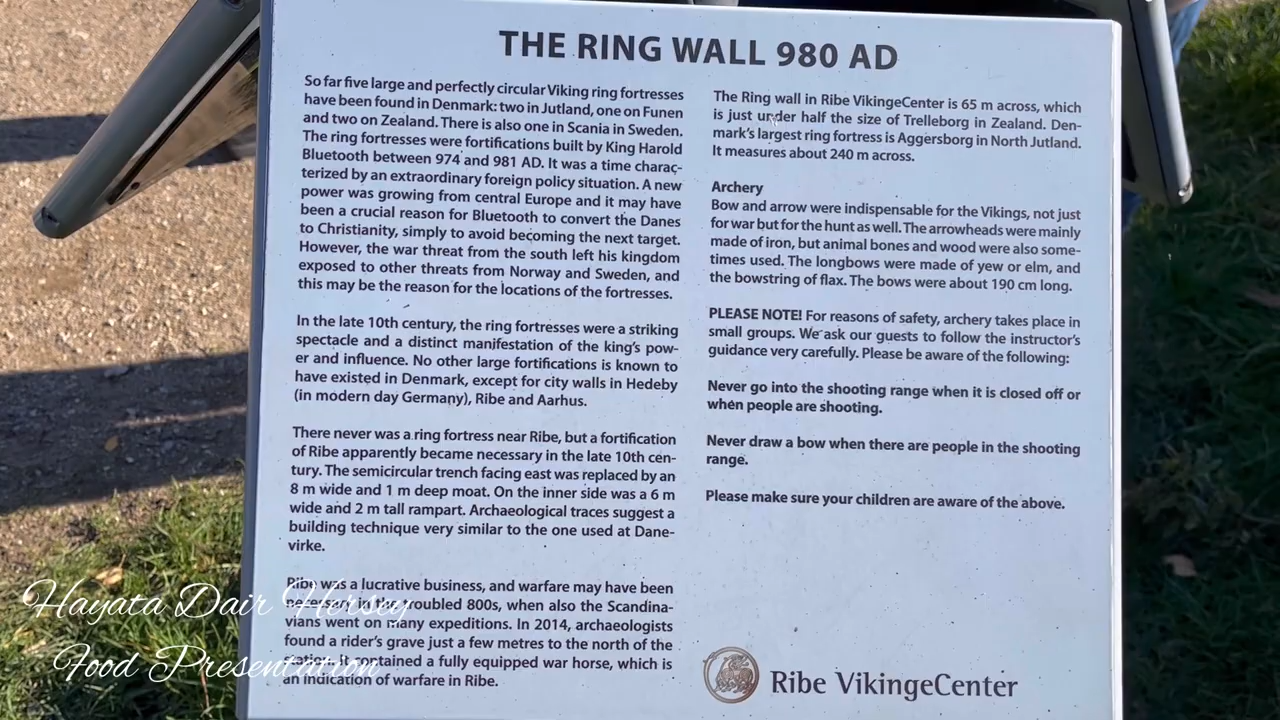 THE RING WALL 980 AD
So far five large and perfectly circular Viking ring fortresses
have been found in Denmark: two in Jutland, one on Funen
and two on Zealand. There is also one in Scania in Sweden.
The ring fortresses were fortifications built by King Harold
Bluetooth between 974 and 981 AD. It was a time charac-
terized by an extraordinary foreign policy situation. A new
power was growing from central Europe and it may have
been a crucial reason for Bluetooth to convert the Danes
to Christianity, simply to avoid becoming the next target.
However, the war threat from the south left his kingdom
exposed to other threats from Norway and Sweden, and
this may be the reason for the locations of the fortresses.
In the late 10th century, the ring fortresses were a striking
spectacle and a distinct manifestation of the king's pow-
er and influence. No other large fortifications is known to
have existed in Denmark, except for city walls in Hedeby
(in modern day Germany), Ribe and Aarhus.
There never was a ring fortress near Ribe, but a fortification
of Ribe apparently became necessary in the late 10th cen-
tury. The semicircular trench facing east was replaced by an
8 m wide and 1 m deep moat. On the inner side was a 6 m
wide and 2 m tall rampart. Archaeological traces suggest a
building technique very similar to the one used at Dane-
virke.
Ribe was a lucrative business, and warfare may have been
necessary in the troubled 800s, when also the Scandina-
vians went on many expeditions. In 2014, archaeologists
found a rider's grave just a few metres to the north of the
station. It contained a fully equipped war horse, which is
an indication of warfare in Ribe.
The Ring wall in Ribe VikingeCenter is 65 m across, which
is just under half the size of Trelleborg in Zealand. Den-
mark's largest ring fortress is Aggersborg in North Jutland.
It measures about 240 m across.
Archery
Bow and arrow were indispensable for the Vikings, not just
for war but for the hunt as well. The arrowheads were mainly
made of iron, but animal bones and wood were also some-
times used. The longbows were made of yew or elm, and
the bowstring of flax. The bows were about 190 cm long.
PLEASE NOTE! For reasons of safety, archery takes place in
small groups. We ask our guests to follow the instructor's
guidance very carefully. Please be aware of the following:
Never go into the shooting range when it is closed off or
when people are shooting.
Never draw a bow when there are people in the shooting
range.
Please make sure your children are aware of the above.
Ribe VikingeCenter
Hayata Dair Hersey
Food Presentation